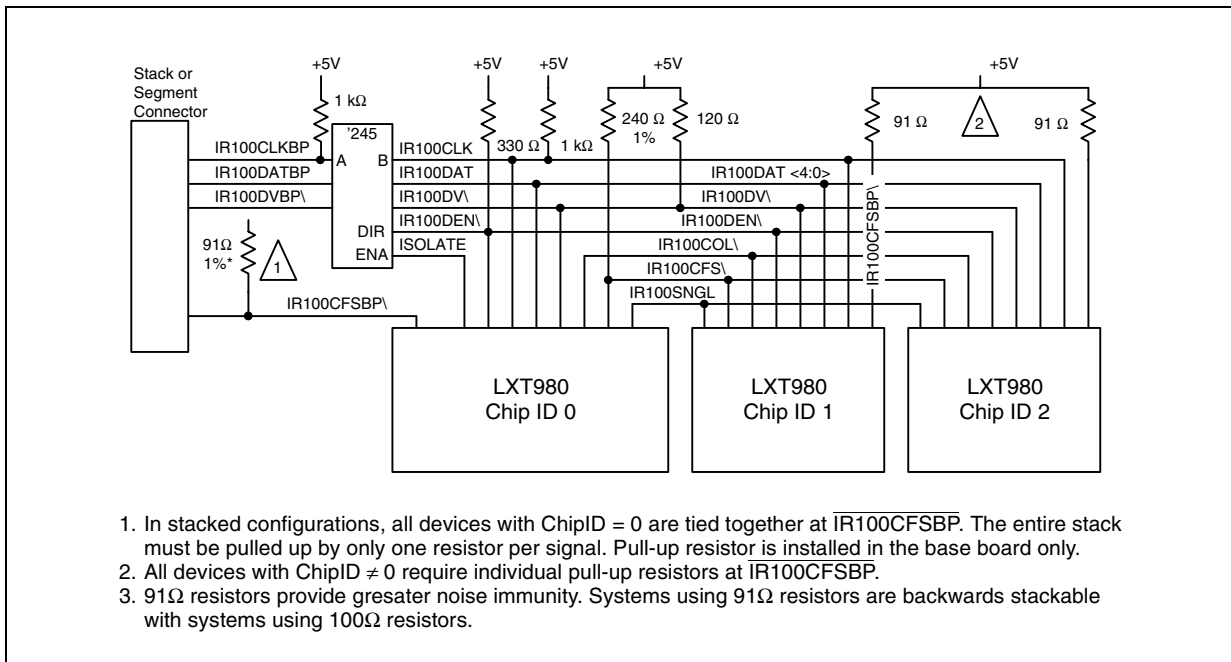 +5V
+5V
+5V
+5V
+5V
Stack or
Segment
Connector
1 kΩ
'245
330 Ω
1 kΩ
240 Ω
1%
120 Ω
91 Ω
2
91 Ω
IR100CLKBP
A
B
IR100CLK
IR100DATBP
IR100DAT
IR100DAT <4:0>
IR100DVBP\
IR100DV\
IR100DV\
DIR
IR100DEN\
IR100DEN\
ENA
ISOLATE
IR100COL\
91Ω
1%*
1
IR100CFS\
IR100CFSBP\
IR100SNGL
IR100CFSBP\
LXT980
Chip ID 0
LXT980
Chip ID 1
LXT980
Chip ID 2
1. In stacked configurations, all devices with ChipID = 0 are tied together at IR100CFSBP. The entire stack
must be pulled up by only one resistor per signal. Pull-up resistor is installed in the base board only.
2. All devices with ChipID ≠ 0 require individual pull-up resistors at IR100CFSBP.
3. 91Ω resistors provide gresater noise immunity. Systems using 91Ω resistors are backwards stackable
with systems using 100Ω resistors.